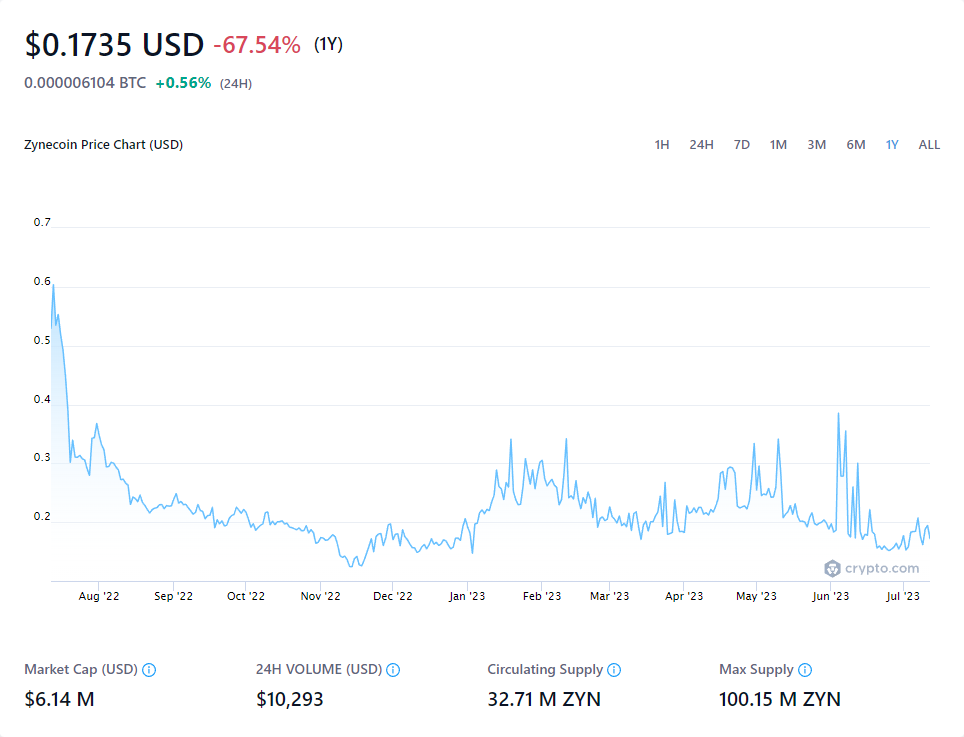 $0.1735 USD -67.54% (1Y)
0.000006104 BTC +0.56% (24H)
Zynecoin Price Chart (USD) 1H 24H 7D 1M 3M 6M 1Y ALL
0.7
0.6
0.5
0.4
0.3
0.2
crypto.com
Aug '22 Sep '22 Oct '22 Nov '22 Dec '22 Jan '23 Feb '23 Mar '23 Apr '23 May '23 Jun '23 Jul '23
Market Cap (USD) 24H VOLUME (USD) Circulating Supply Max Supply
$6.14 M $10,293 32.71 M ZYN 100.15 M ZYN